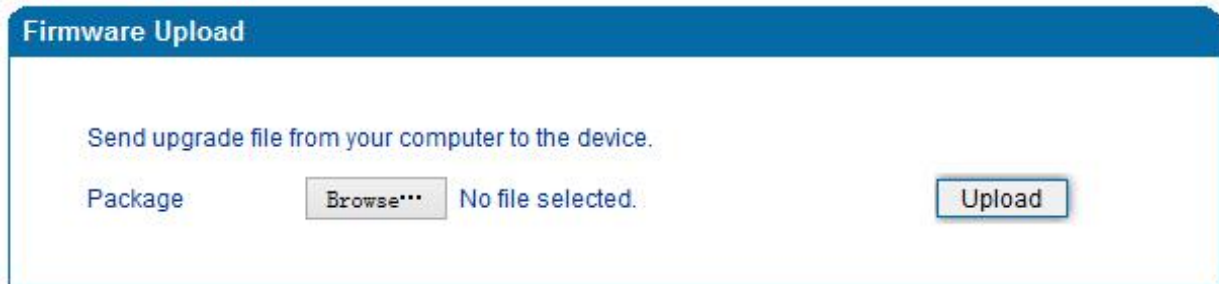 Firmware Upload
Send upgrade file from your computer to the device.
Package Browse… No file selected. Upload